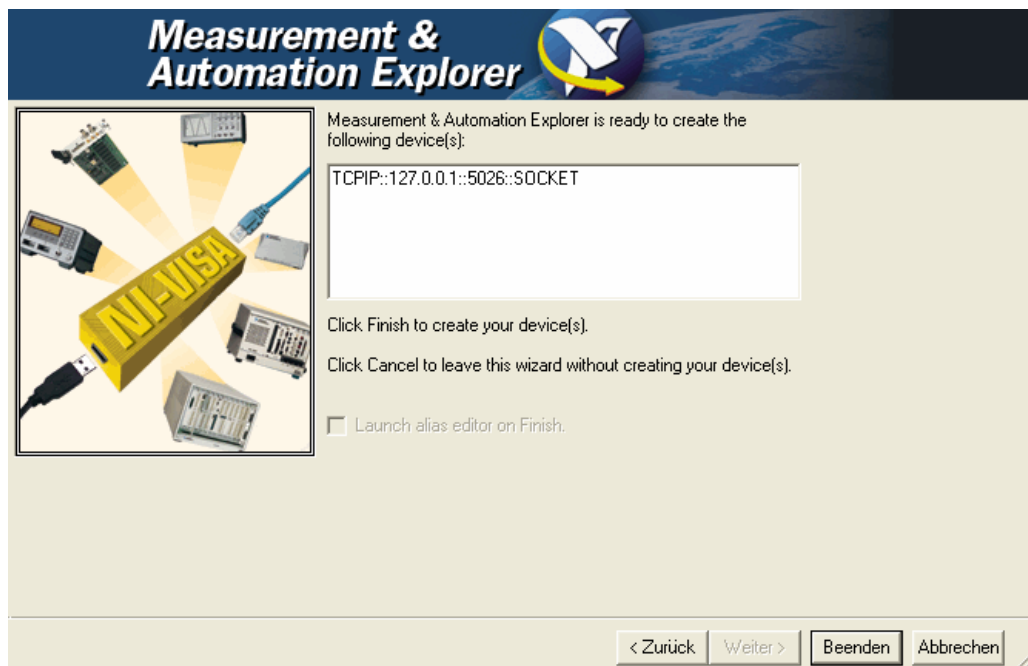 Measurement &
Automation Explorer
Measurement & Automation Explorer is ready to create the
following device(s):
TCPIP::127.0.0.1::5026::SOCKET
NI-VISA
Click Finish to create your device(s).
Click Cancel to leave this wizard without creating your device(s).
Launch alias editor on Finish.
< Zurück
Weiter >
Beenden
Abbrechen